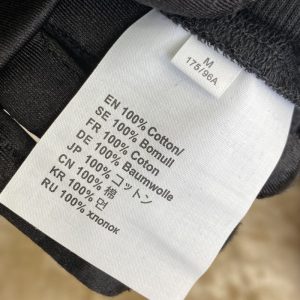 M
175/96A
EN 100% Cotton/
SE 100% Bomull
FR 100% Coton
DE 100% Baumwolle
CN 100% コットン
KR 100% 棉
KR 100% 면
RU 100% хлопок